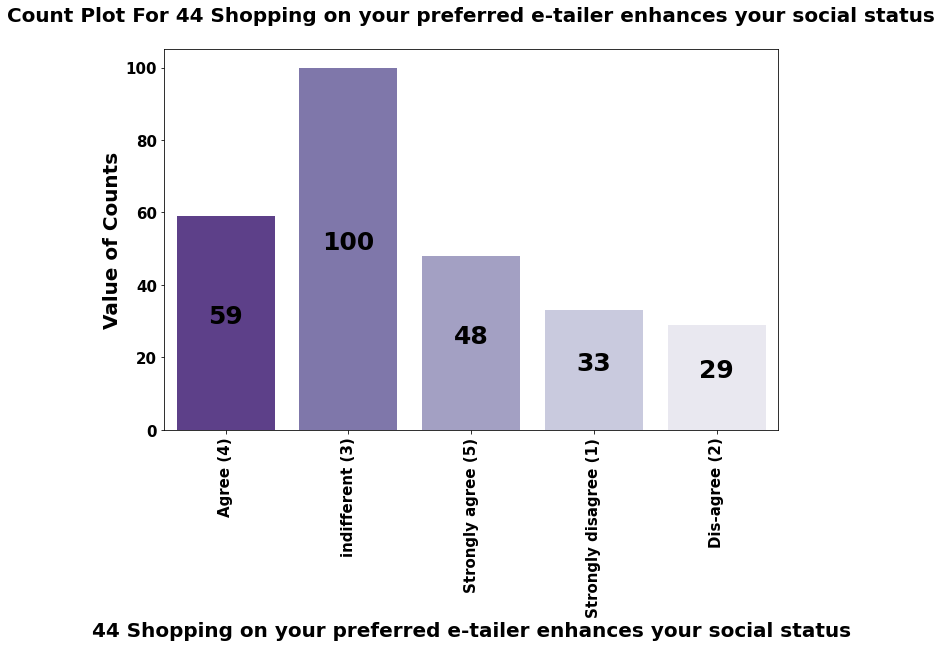 Count Plot For 44 Shopping on your preferred e-tailer enhances your social status
Value of Counts
100
80
60
40
20
0
59
100
48
33
29
Agree (4)
indifferent (3)
Strongly agree (5)
Strongly disagree (1)
Dis-agree (2)
44 Shopping on your preferred e-tailer enhances your social status